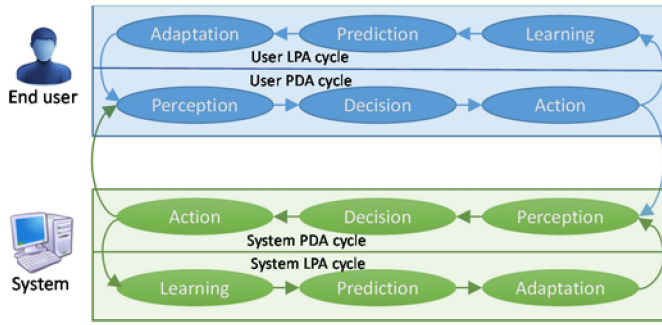 Adaptation Prediction Learning
User LPA cycle
User PDA cycle
End user
Perception Decision Action
Action Decision Perception
System PDA cycle
System LPA cycle
System
Learning Prediction Adaptation